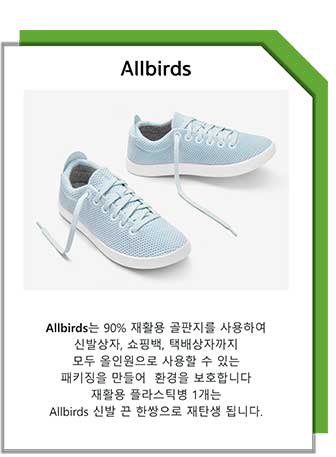 Allbirds
Allbirds는 90% 재활용 골판지를 사용하여
신발상자, 쇼핑백, 택배상자까지
모두 올인원으로 사용할 수 있는
패키징을 만들어 환경을 보호합니다
재활용 플라스틱병 1개는
Allbirds 신발 끈 한쌍으로 재탄생 됩니다.